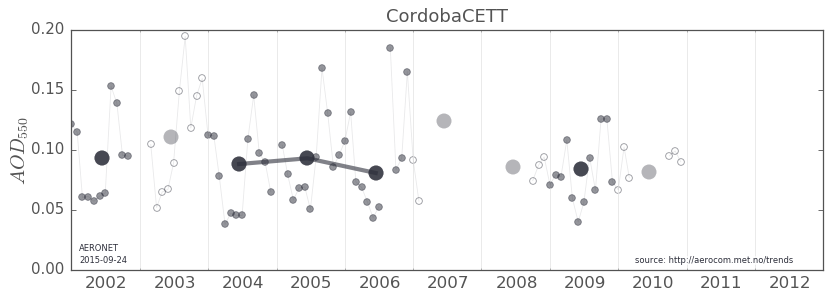 CordobaCETT
0.20
0.15
0.10
0.05
0.00
AOD550
AERONET
2015-09-24
source: http://aerocom.met.no/trends
2002 2003 2004 2005 2006 2007 2008 2009 2010 2011 2012